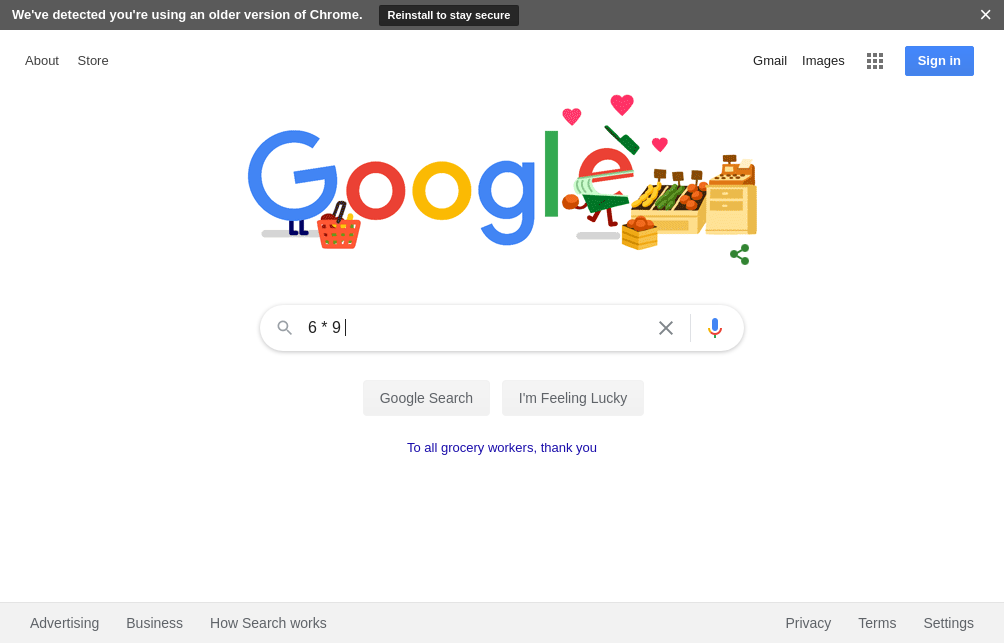 We've detected you're using an older version of Chrome. Reinstall to stay secure
About Store Gmail Images Sign in
Google
6 * 9
Google Search I'm Feeling Lucky
To all grocery workers, thank you
Advertising Business How Search works Privacy Terms Settings